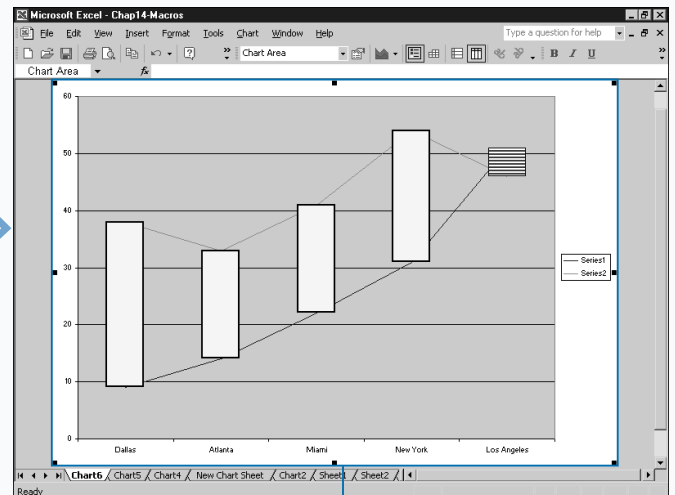 Microsoft Excel - Chap14-Macros
File Edit View Insert Format Tools Chart Window Help
Type a question for help
Chart Area
B I U
Chart Area
fx
60
50
40
30
20
10
0
Dallas Atlanta Miami New York Los Angeles
Series1
Series2
Chart6 Chart5 Chart4 New Chart Sheet Chart2 Sheet1 Sheet2
Ready